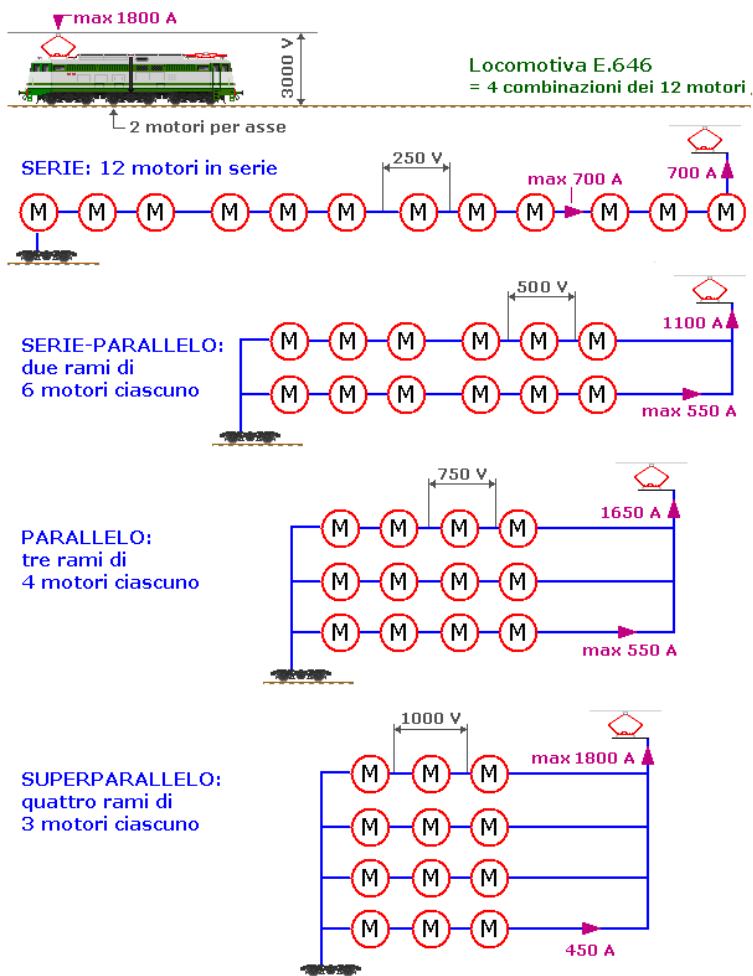 max 1800 A
3000 V
Locomotiva E.646
= 4 combinazioni dei 12 motori
2 motori per asse
SERIE: 12 motori in serie
250 V
max 700 A
700 A
M M M M M M M M M M M M
500 V
1100 A
SERIE-PARALLELO:
due rami di
6 motori ciascuno
M M M M M M
M M M M M M
max 550 A
750 V
1650 A
PARALLELO:
tre rami di
4 motori ciascuno
M M M M
M M M M
M M M M
max 550 A
1000 V
max 1800 A
SUPERPARALLELO:
quattro rami di
3 motori ciascuno
M M M
M M M
M M M
M M M
450 A